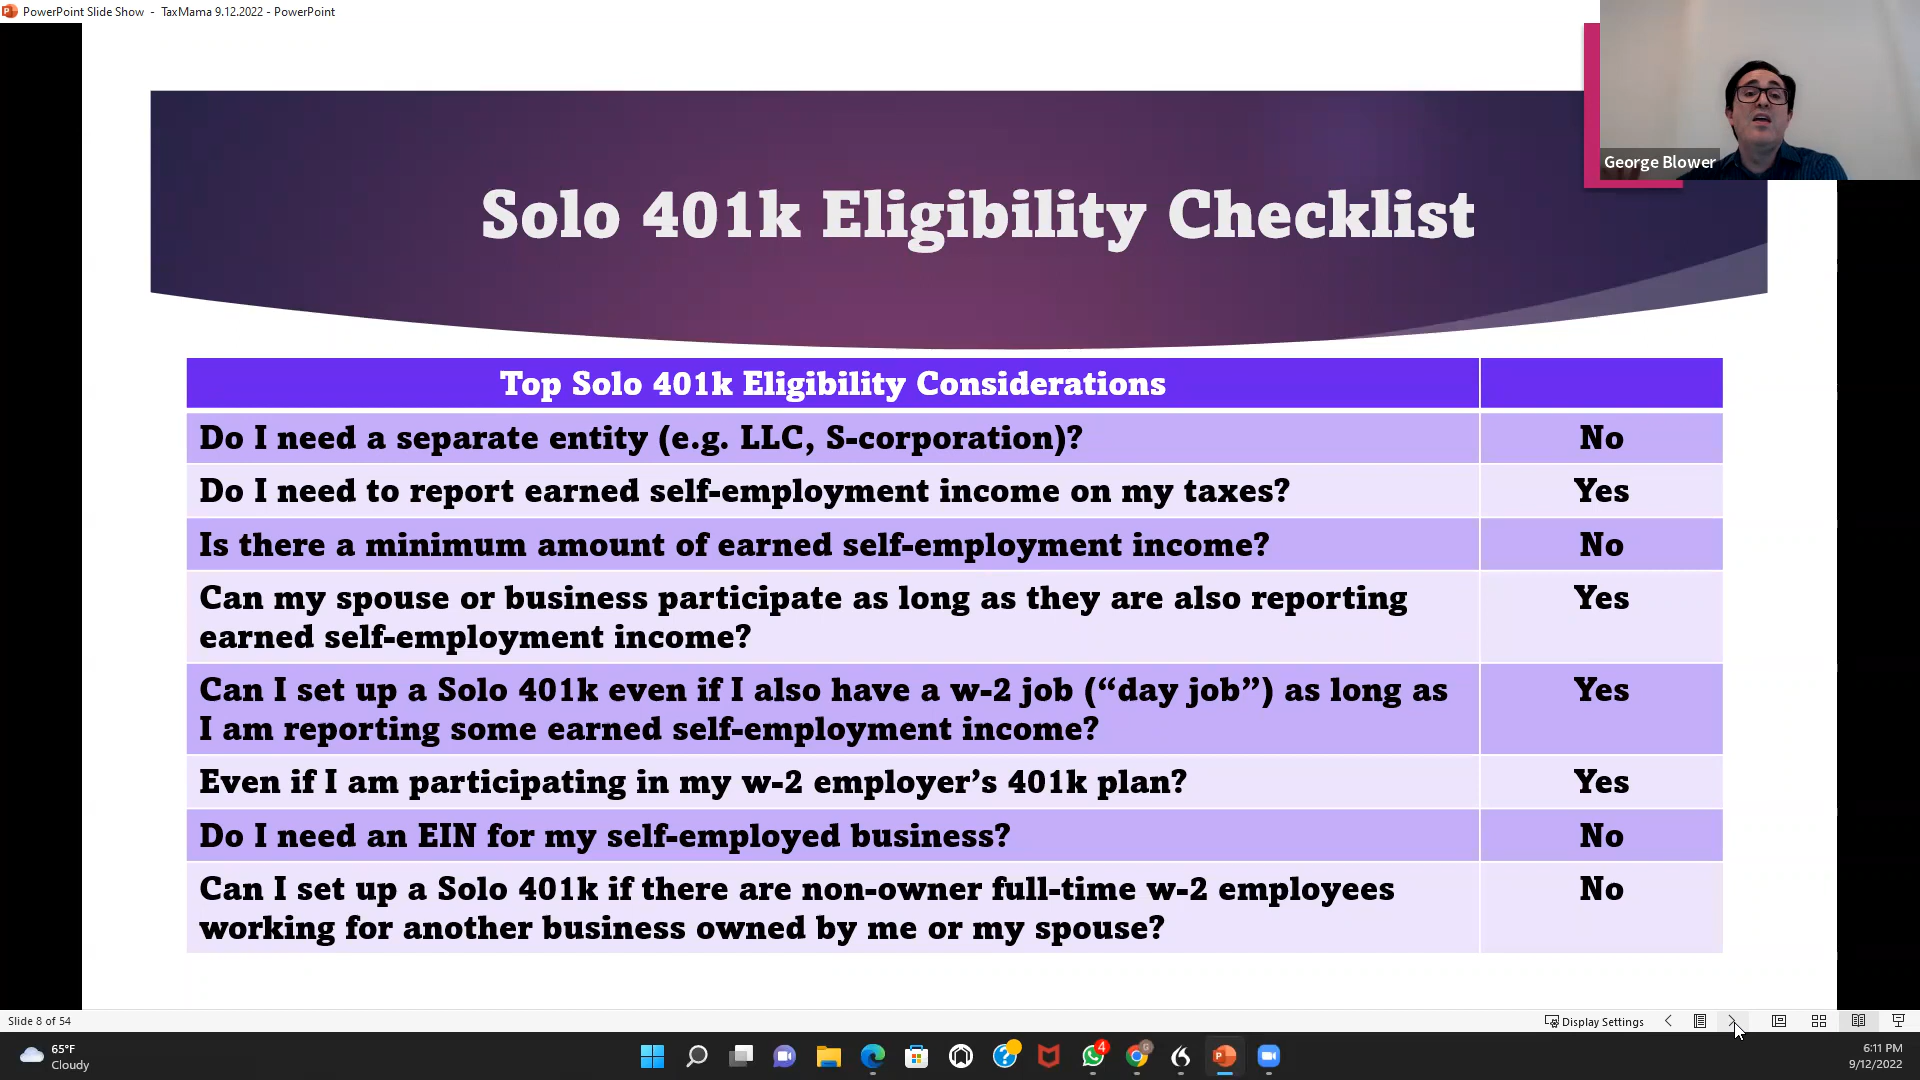 PowerPoint Slide Show - TaxMama 9.12.2022 - PowerPoint
George Blower
Solo 401k Eligibility Checklist
Top Solo 401k Eligibility Considerations
Do I need a separate entity (e.g. LLC, S-corporation)? No
Do I need to report earned self-employment income on my taxes? Yes
Is there a minimum amount of earned self-employment income? No
Can my spouse or business participate as long as they are also reporting Yes
earned self-employment income?
Can I set up a Solo 401k even if I also have a w-2 job (“day job”) as long as Yes
I am reporting some earned self-employment income?
Even if I am participating in my w-2 employer’s 401k plan? Yes
Do I need an EIN for my self-employed business? No
Can I set up a Solo 401k if there are non-owner full-time w-2 employees No
working for another business owned by me or my spouse?
Slide 8 of 54
Display Settings
65°F
Cloudy
4
G
6:11 PM
9/12/2022